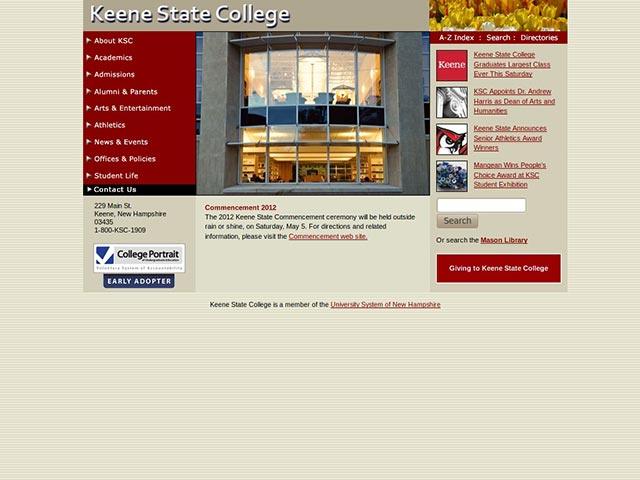 Keene State College
A-Z Index : Search : Directories
About KSC
Academics
Admissions
Alumni & Parents
Arts & Entertainment
Athletics
News & Events
Offices & Policies
Student Life
Contact Us
229 Main St.
Keene, New Hampshire
03435
1-800-KSC-1909
College Portrait
of Undergraduate Education
Voluntary System of Accountability
EARLY ADOPTER
Commencement 2012
The 2012 Keene State Commencement ceremony will be held outside
rain or shine, on Saturday, May 5. For directions and related
information, please visit the Commencement web site.
Keene
Keene State College
Graduates Largest Class
Ever This Saturday
KSC Appoints Dr. Andrew
Harris as Dean of Arts and
Humanities
Keene State Announces
Senior Athletics Award
Winners
Mangean Wins People's
Choice Award at KSC
Student Exhibition
Search
Or search the Mason Library
Giving to Keene State College
Keene State College is a member of the University System of New Hampshire